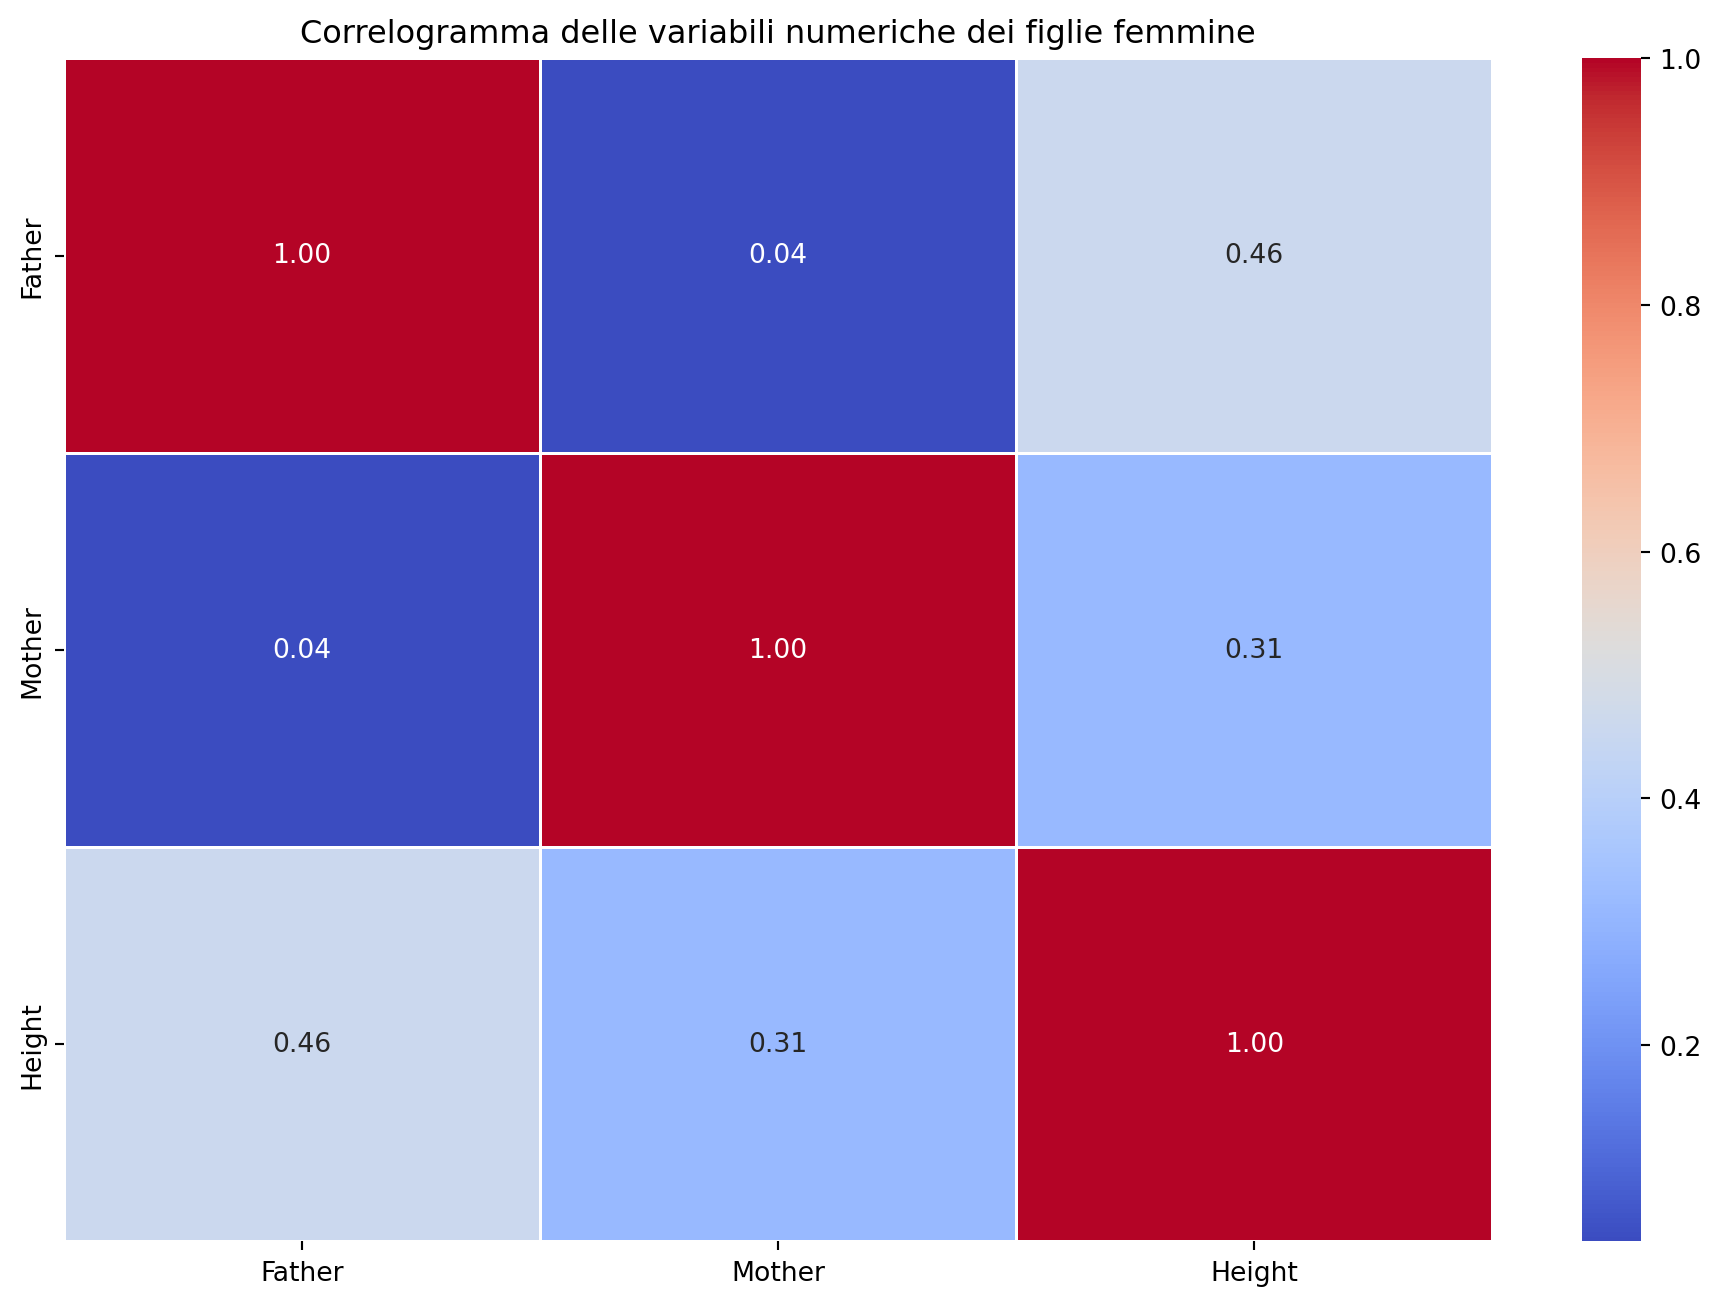 Correlogramma delle variabili numeriche dei figlie femmine
1.0
0.8
0.6
0.4
0.2
Father
1.00 0.04 0.46
Mother
0.04 1.00 0.31
Height
0.46 0.31 1.00
Father Mother Height